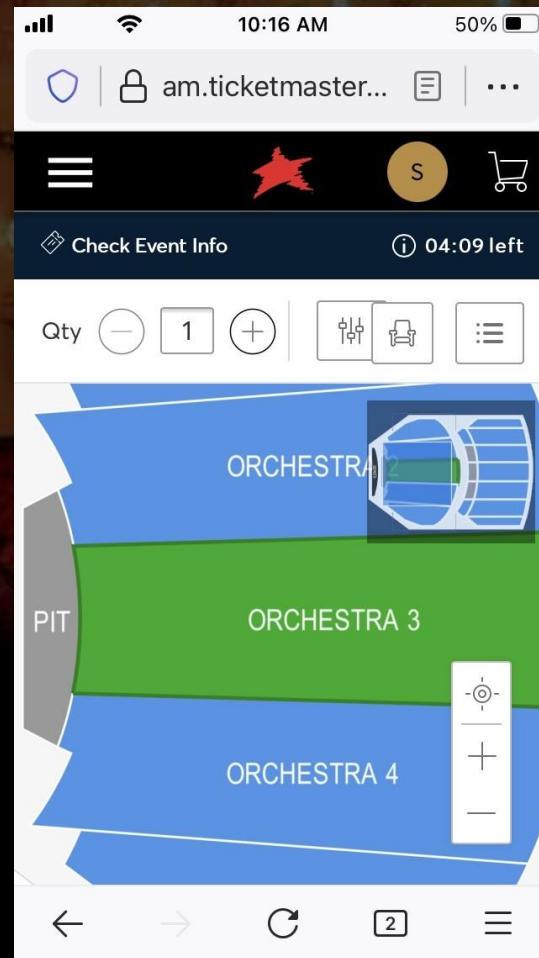 10:16 AM
50%
am.ticketmaster...
S
Check Event Info
04:09 left
Qty
1
ORCHESTRA 2
PIT
ORCHESTRA 3
ORCHESTRA 4
2